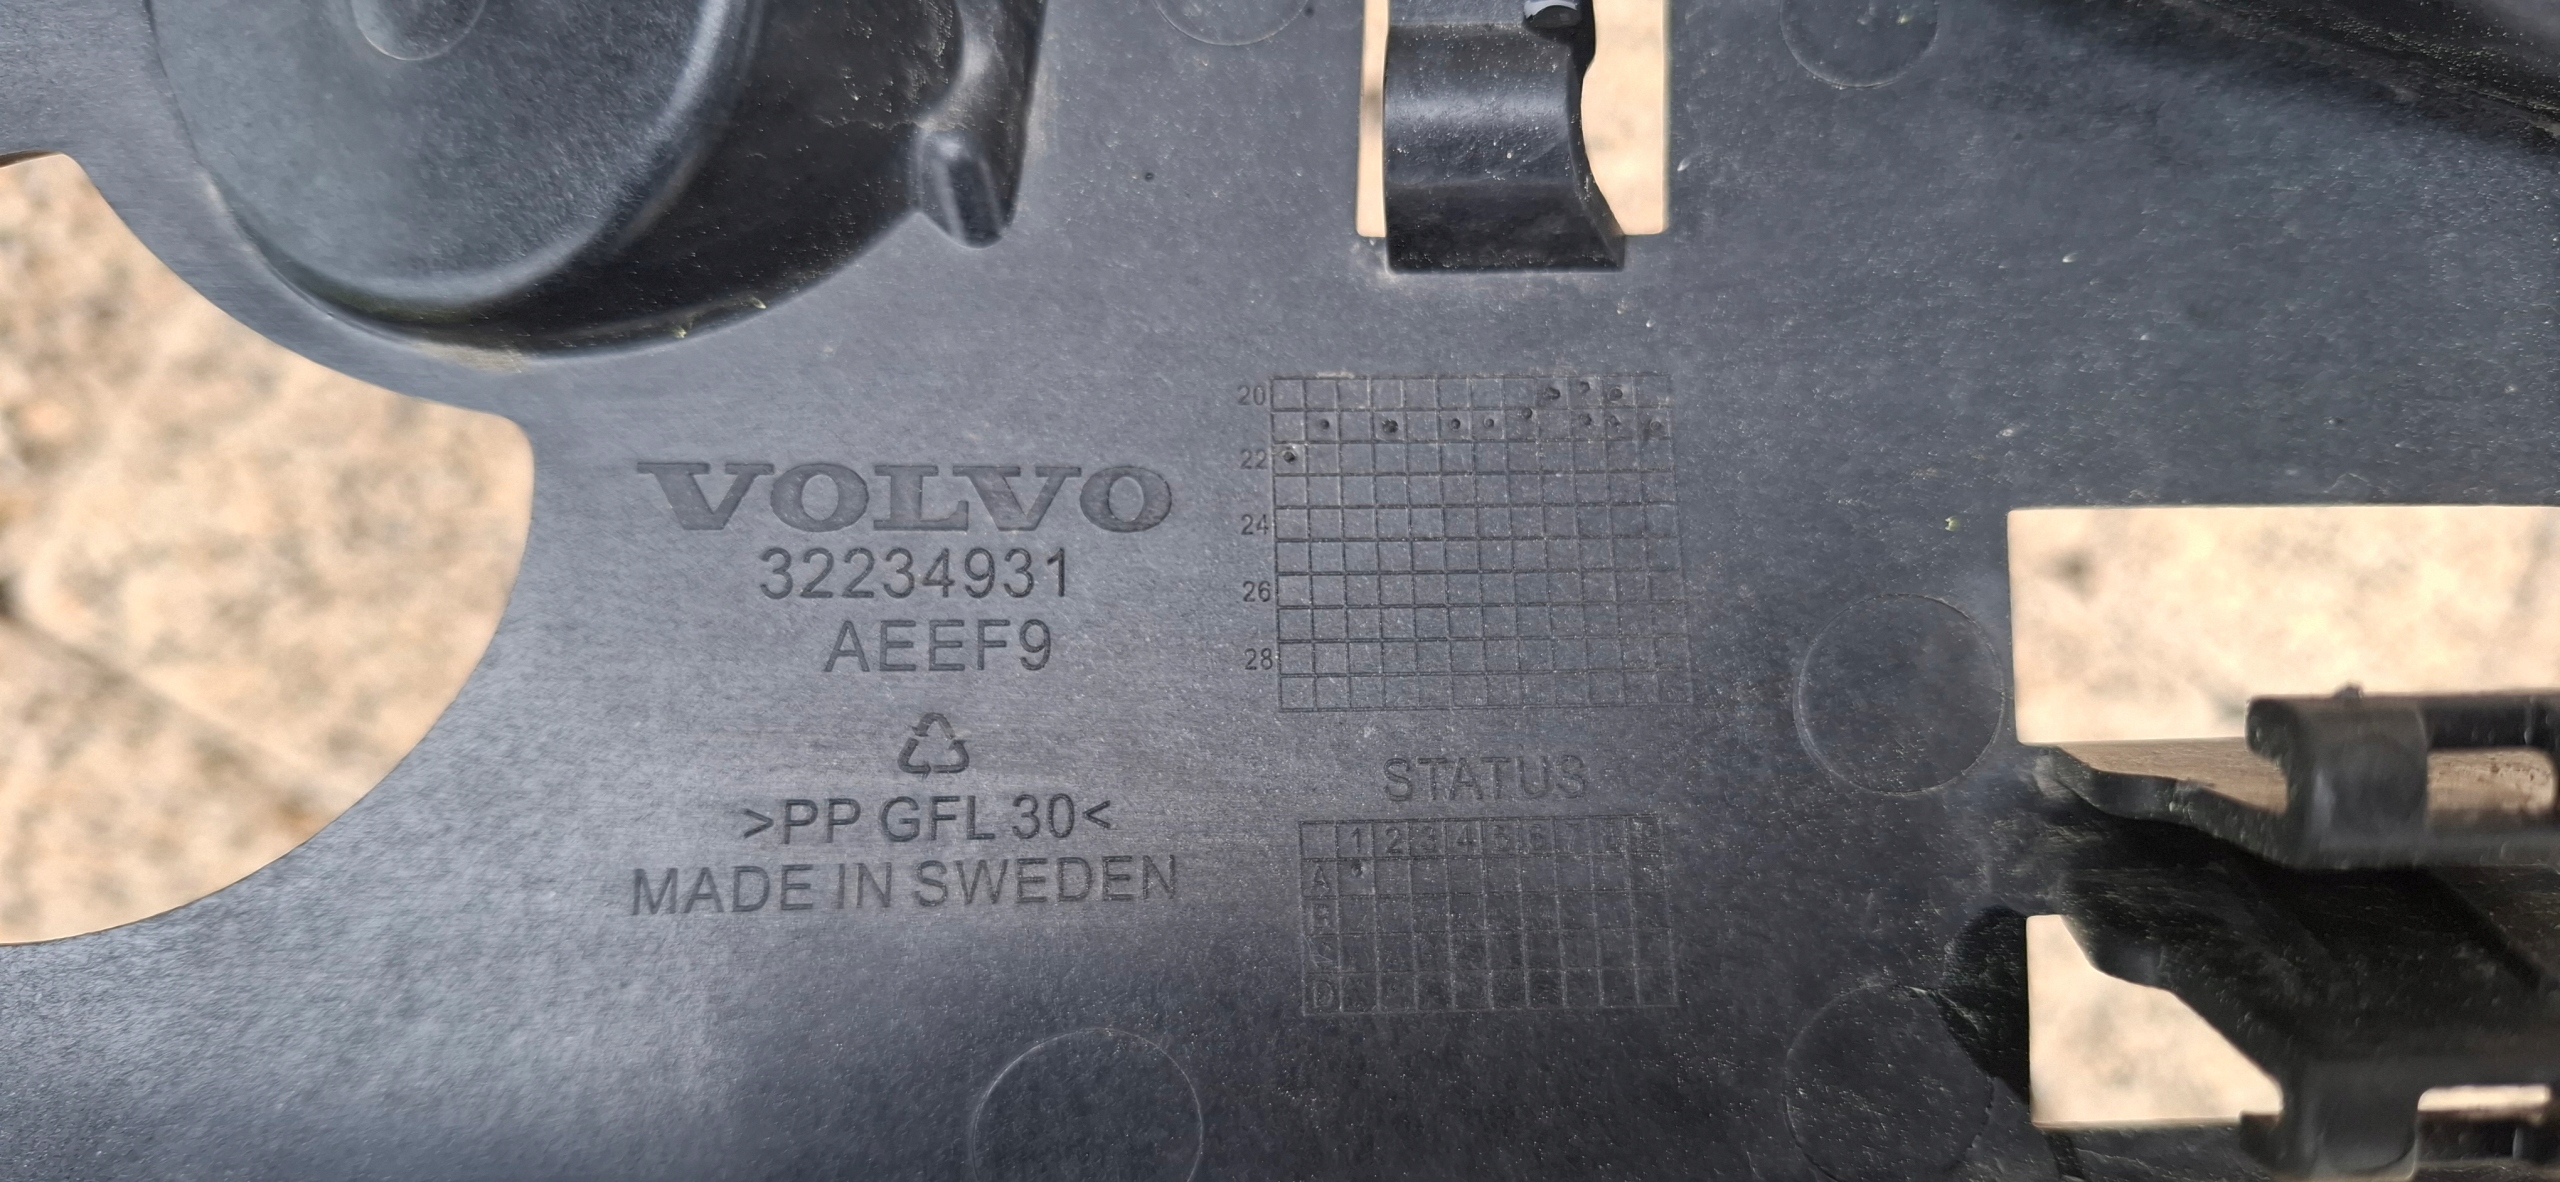 VOLVO
32234931
AEEF9
>PP GFL 30<
MADE IN SWEDEN
20
22
24
26
28
STATUS
1 2 3 4 5 6 7 8 9
A
B
C
D